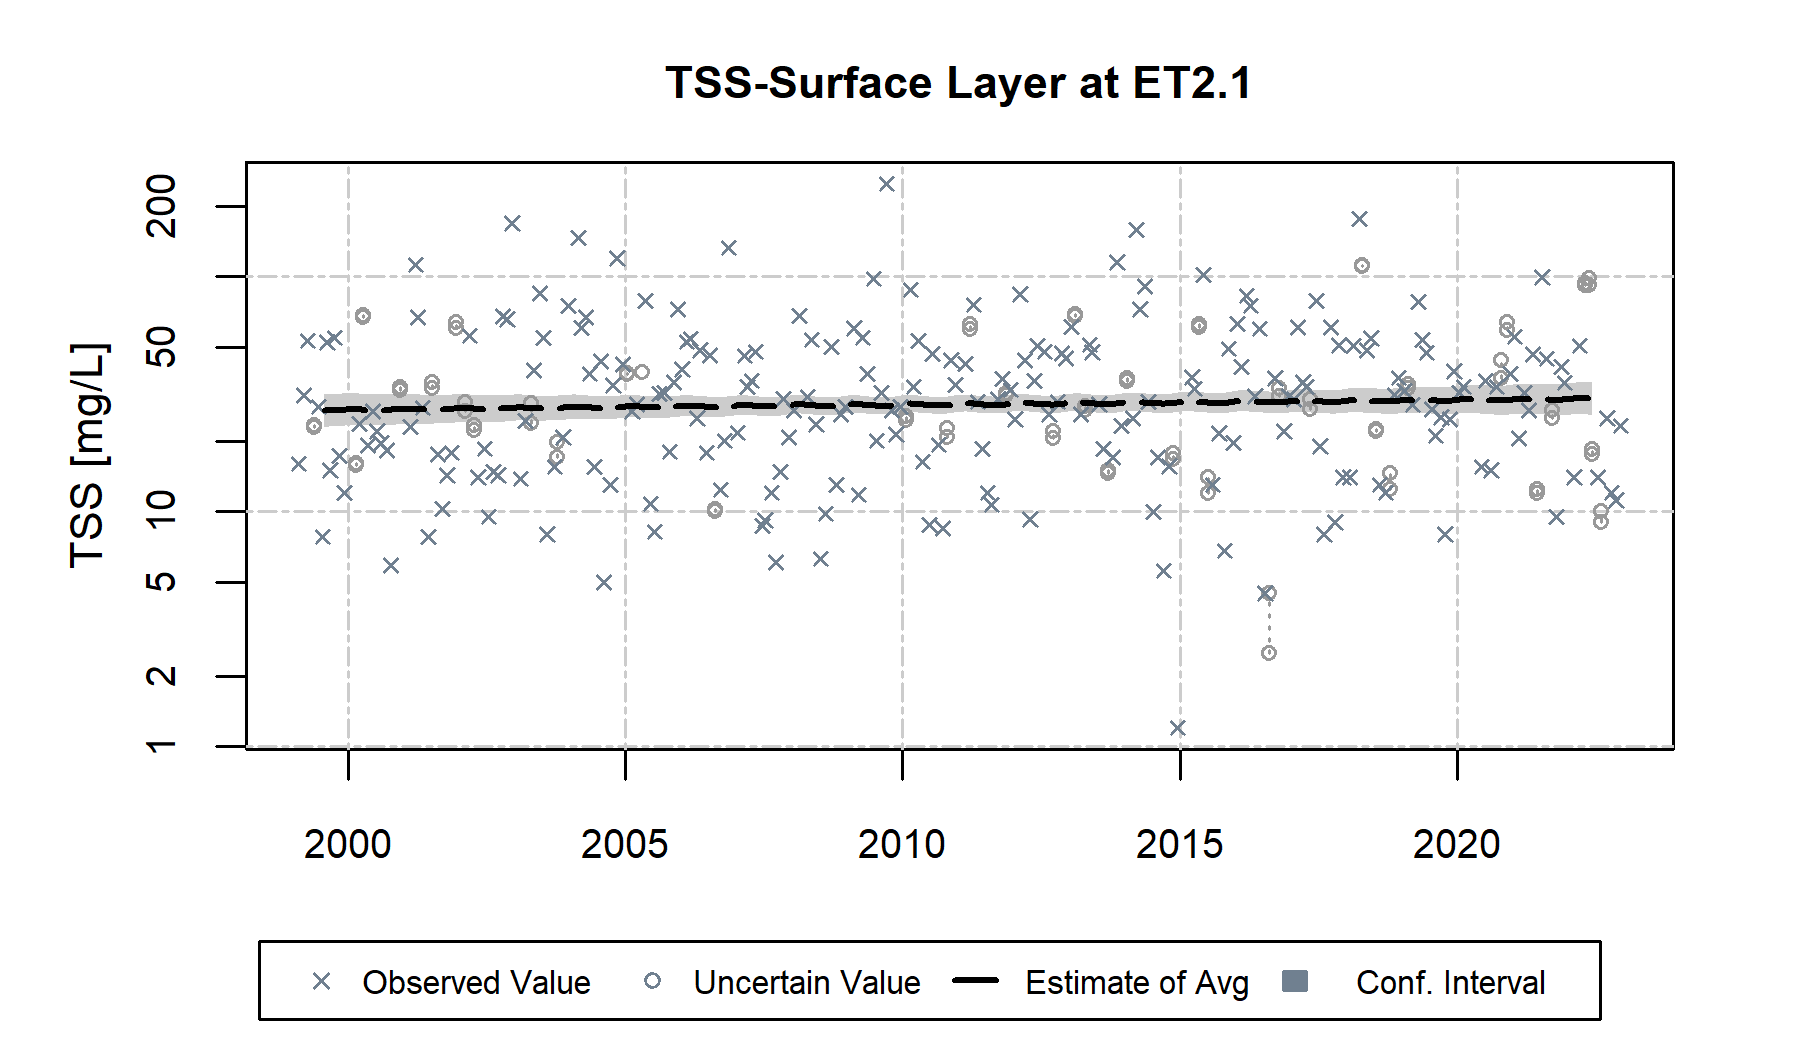 TSS-Surface Layer at ET2.1
TSS [mg/L]
200
50
10
5
2
1
2000 2005 2010 2015 2020
Observed Value Uncertain Value Estimate of Avg Conf. Interval